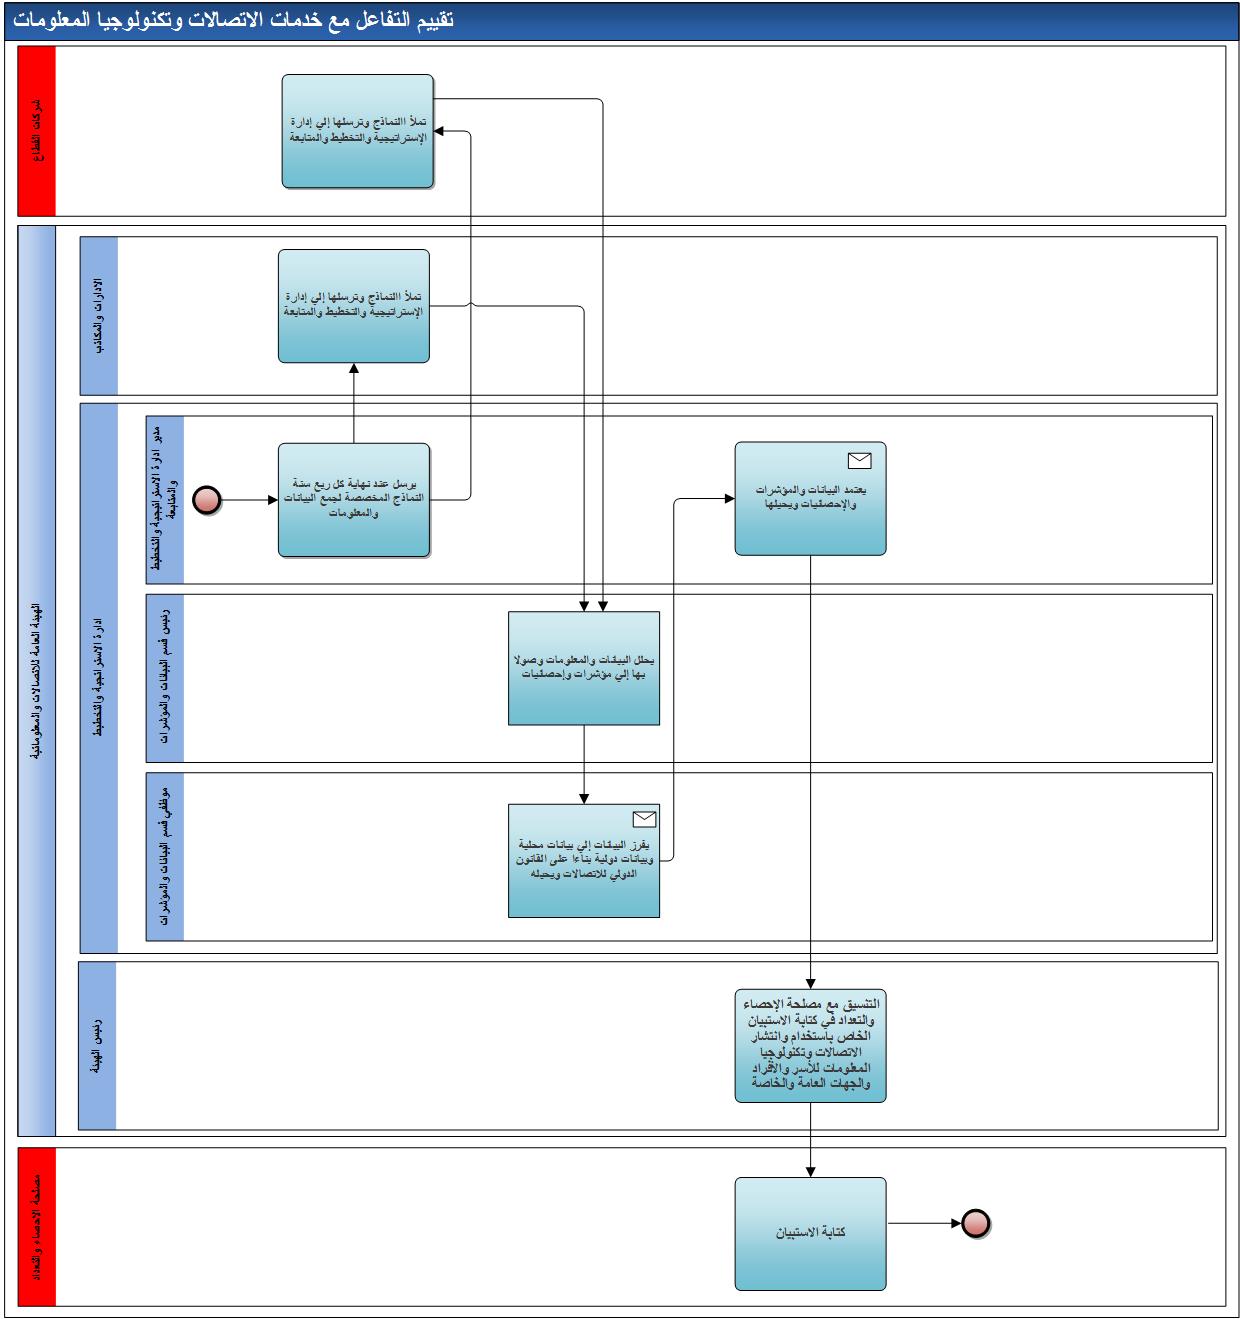 تقييم التفاعل مع خدمات الاتصالات وتكنولوجيا المعلومات
شركات القطاع
تملأ االنماذج وترسلها إلي إدارة
الإستراتيجية والتخطيط والمتابعة
الهيئة العامة للاتصالات والمعلوماتية
الادارات والمكاتب
تملأ االنماذج وترسلها إلي إدارة
الإستراتيجية والتخطيط والمتابعة
ادارة الاستراتجية والتخطيط
مدير ادارة الاستراتيجية والتخطيط
والمتابعة
يرسل عند نهاية كل ربع سنة
النماذج المخصصة لجمع البيانات
والمعلومات
يعتمد البيانات والمؤشرات
والإحصائيات ويحيلها
رئيس قسم البيانات والمؤشرات
يحلل البيانات والمعلومات وصولا
بها إلي مؤشرات وإحصائيات
موظفي قسم البيانات والمؤشرات
يفرز البيانات إلي بيانات محلية
وبيانات دولية بناءا على القانون
الدولي للاتصالات ويحيله
رئيس الهيئة
التنسيق مع مصلحة الإحصاء
والتعداد في كتابة الاستبيان
الخاص باستخدام وانتشار
الاتصالات وتكنولوجيا
المعلومات للأسر والأفراد
والجهات العامة والخاصة
مصلحة الاحصاء والتعداد
كتابة الاستبيان